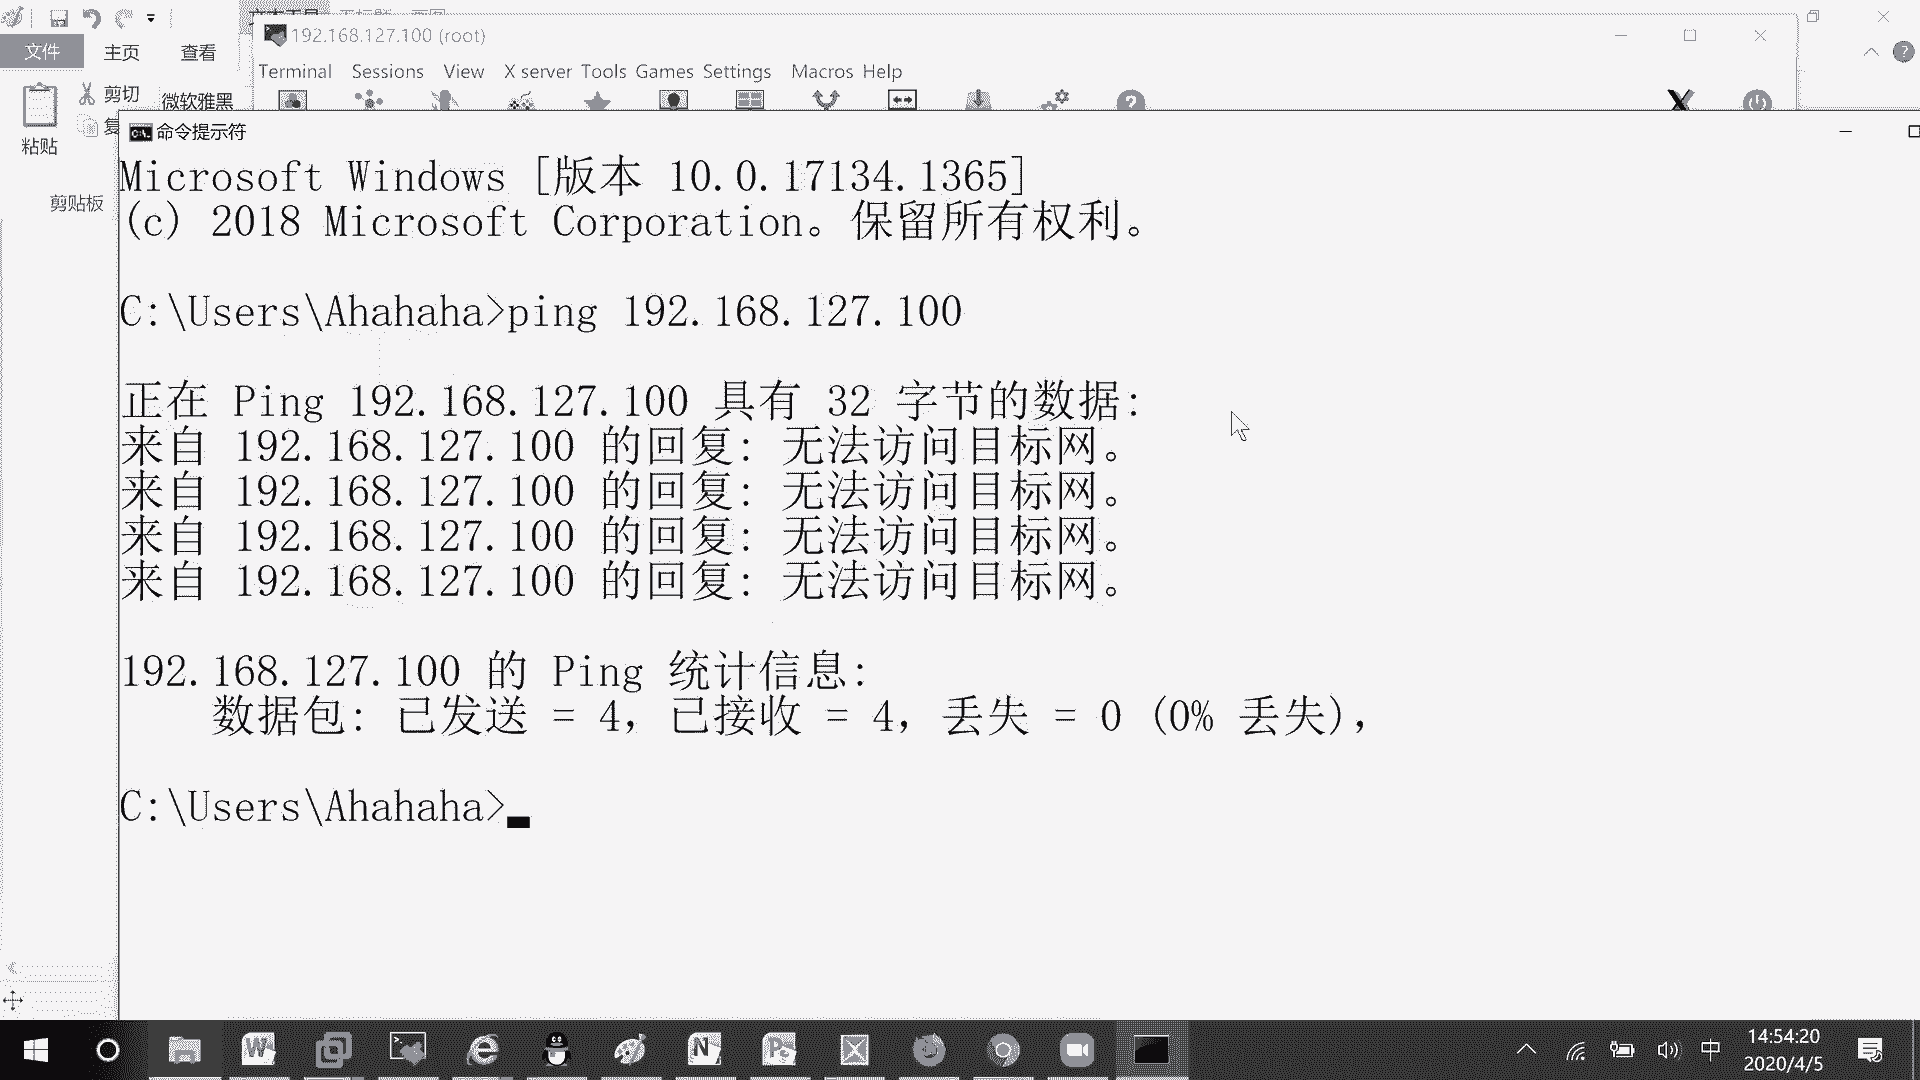 192.168.127.100 (root)
文件 主页 查看
Terminal Sessions View X server Tools Games Settings Macros Help
剪切
微软雅黑
粘贴
剪贴板
命令提示符
Microsoft Windows [版本 10.0.17134.1365]
(c) 2018 Microsoft Corporation。保留所有权利。
C:\Users\Ahahaha>ping 192.168.127.100
正在 Ping 192.168.127.100 具有 32 字节的数据:
来自 192.168.127.100 的回复: 无法访问目标网。
来自 192.168.127.100 的回复: 无法访问目标网。
来自 192.168.127.100 的回复: 无法访问目标网。
来自 192.168.127.100 的回复: 无法访问目标网。
192.168.127.100 的 Ping 统计信息:
数据包: 已发送 = 4，已接收 = 4，丢失 = 0 (0% 丢失)，
C:\Users\Ahahaha>
中
14:54:20
2020/4/5